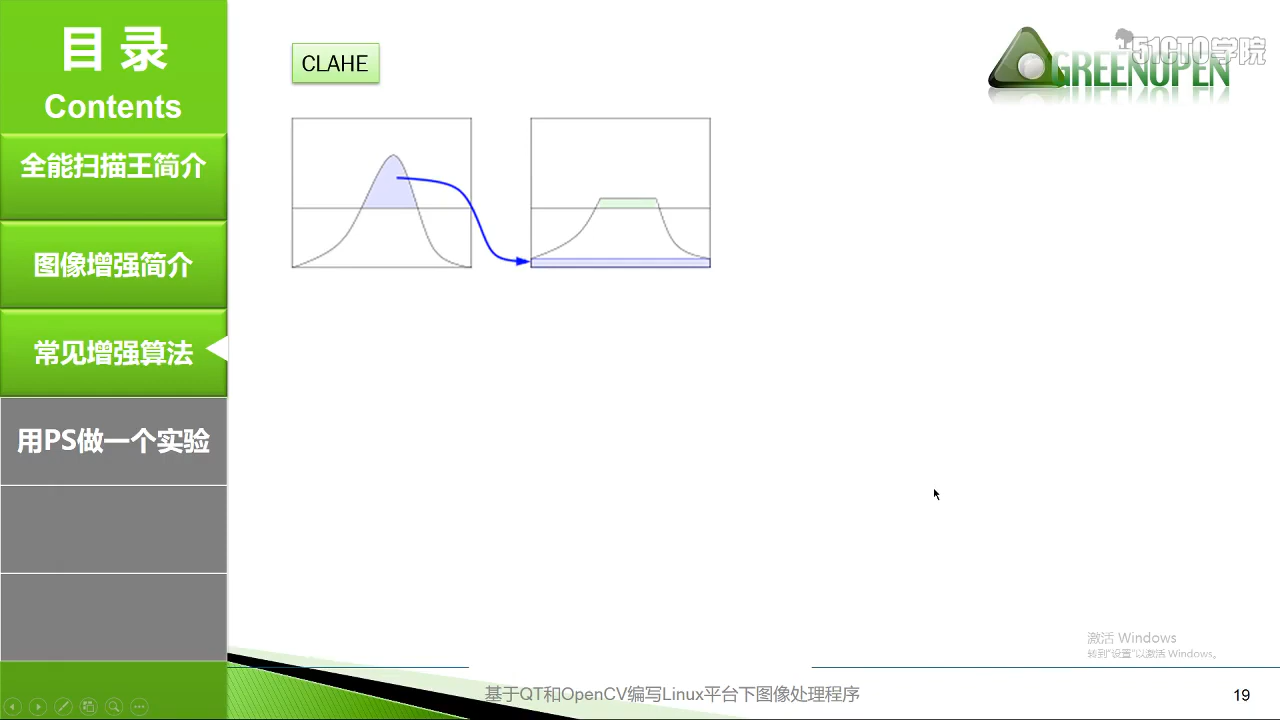 目 录
Contents
全能扫描王简介
图像增强简介
常见增强算法
用PS做一个实验
CLAHE
51CTO学院
GREENOPEN
激活 Windows
转到"设置"以激活 Windows。
基于QT和OpenCV编写Linux平台下图像处理程序
19